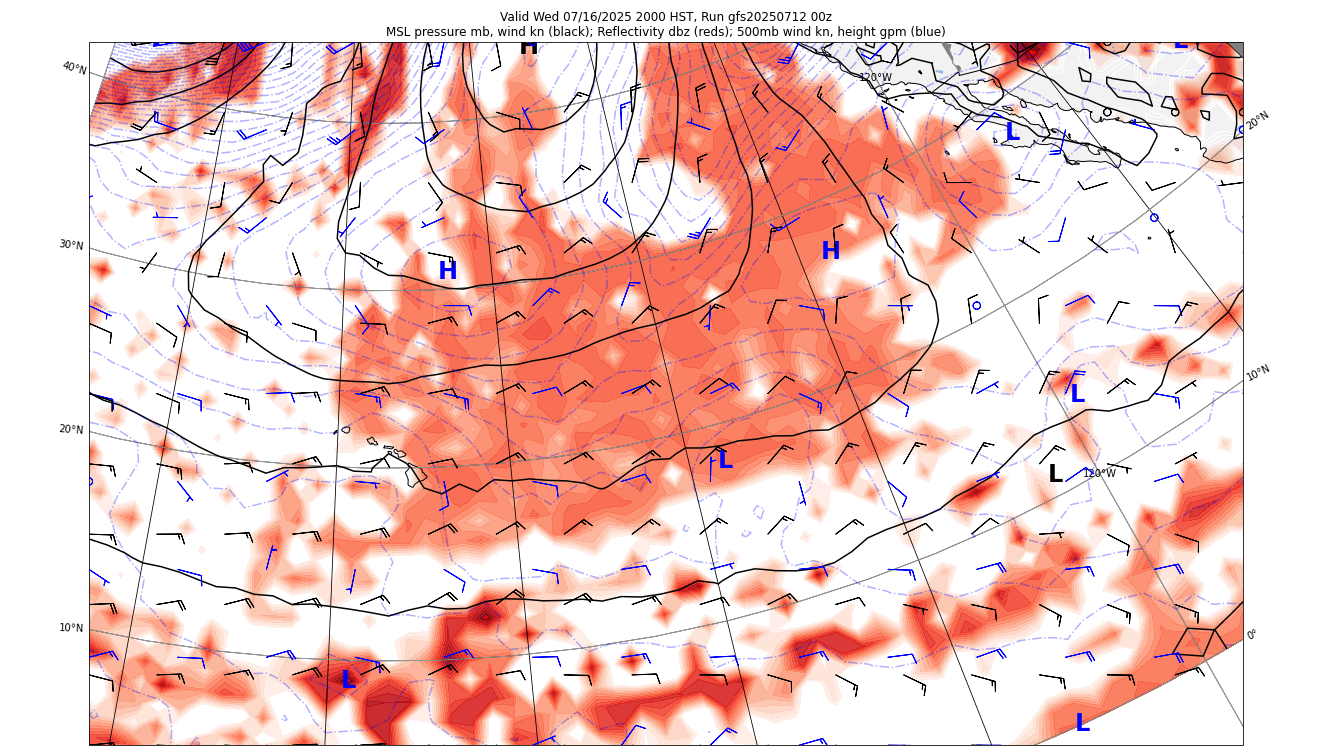 Valid Wed 07/16/2025 2000 HST, Run gfs20250712 00z
MSL pressure mb, wind kn (black); Reflectivity dbz (reds); 500mb wind kn, height gpm (blue)
H
L
40°N
120°W
L
20°N
30°N
H
H
10°N
L
20°N
L
L
120°W
10°N
0°
L
L